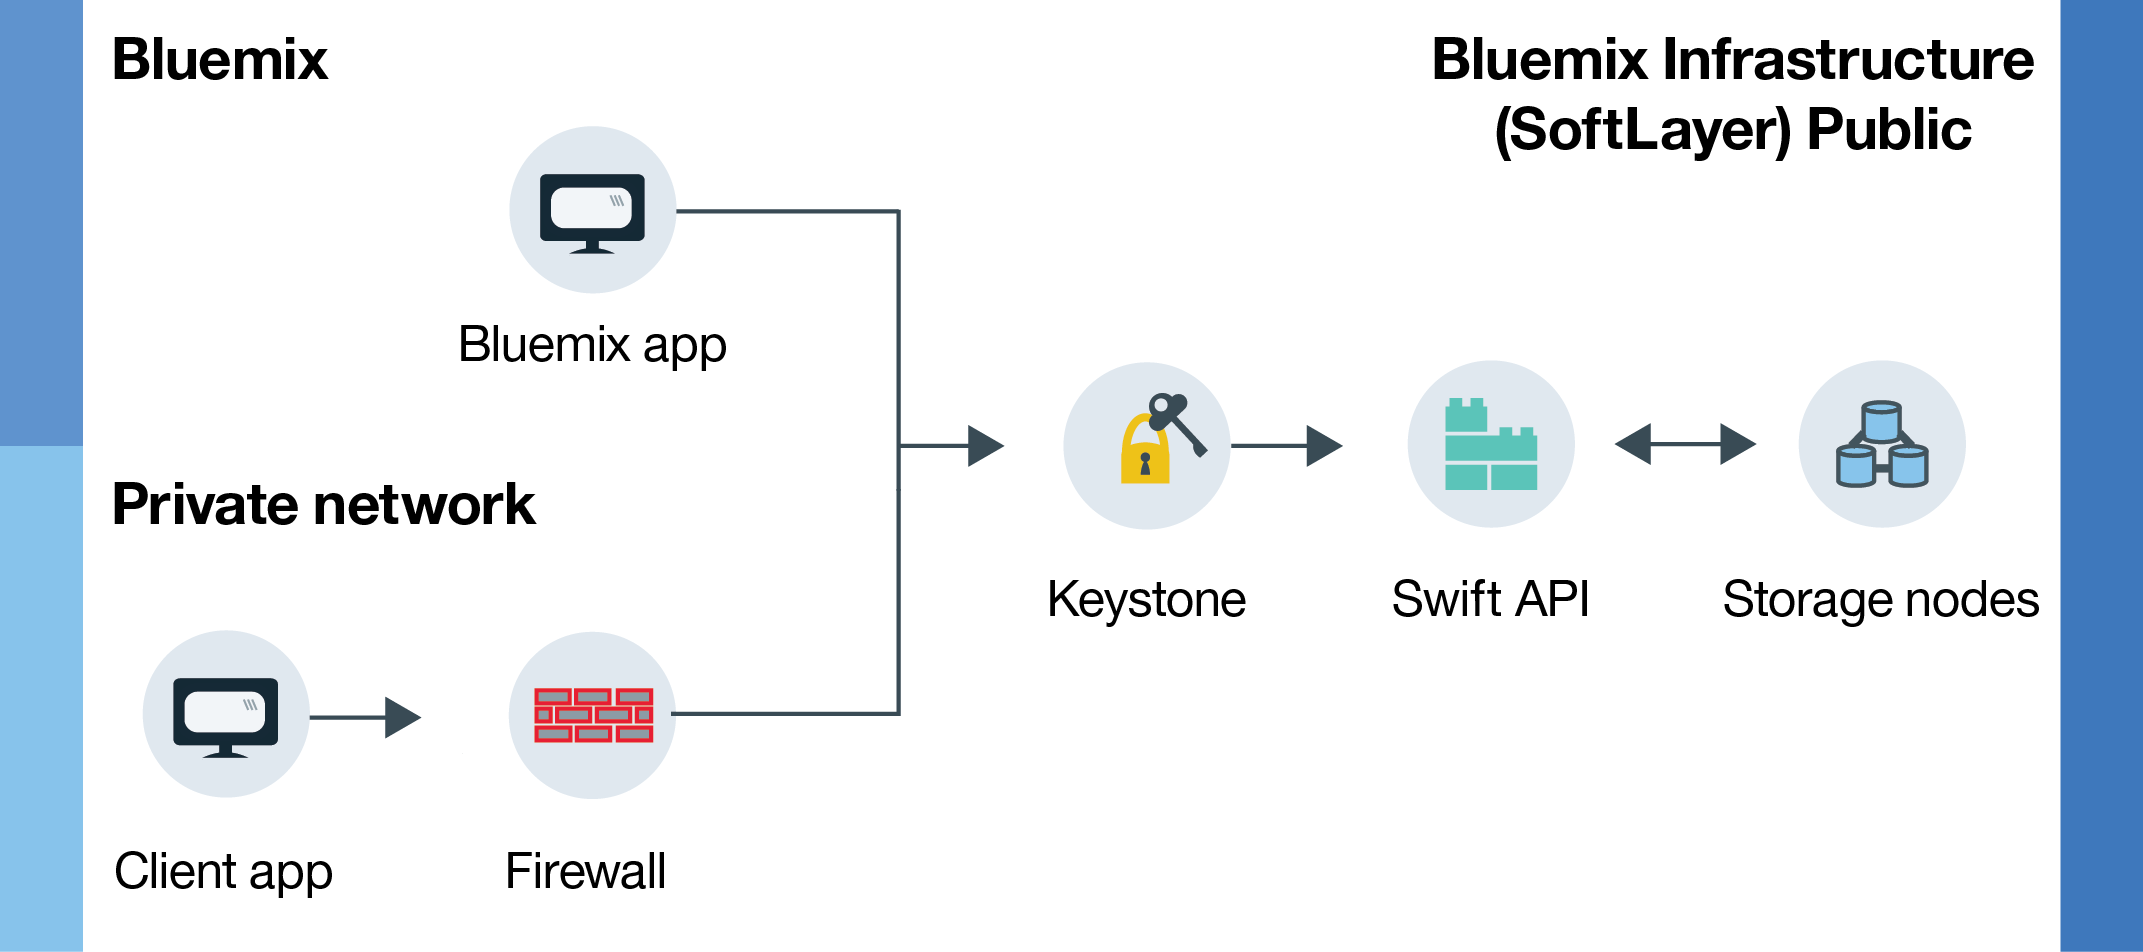 Bluemix
Bluemix Infrastructure
(SoftLayer) Public
Bluemix app
Private network
Keystone
Swift API
Storage nodes
Client app
Firewall